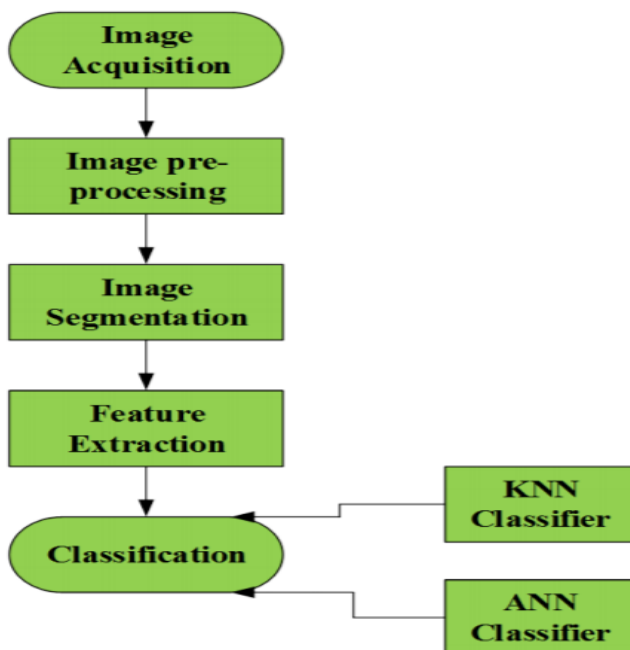 Image
Acquisition
Image pre-
processing
Image
Segmentation
Feature
Extraction
Classification
KNN
Classifier
ANN
Classifier